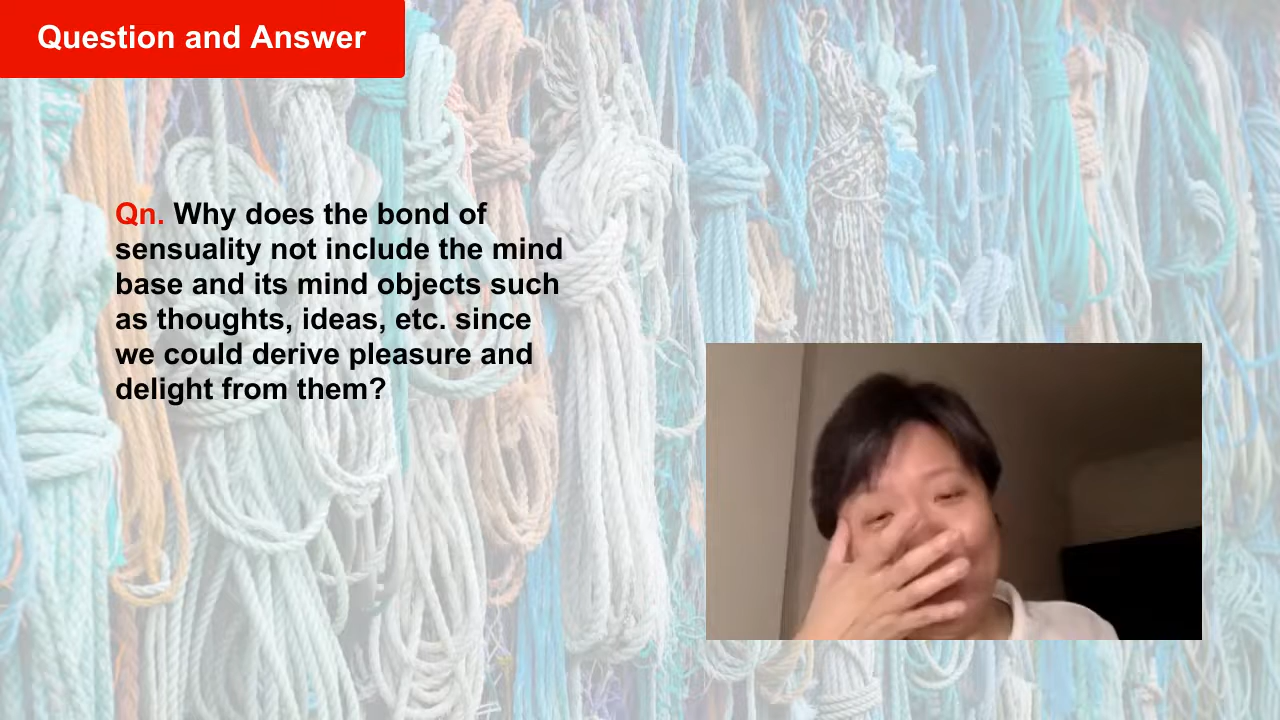 Question and Answer
Qn. Why does the bond of
sensuality not include the mind
base and its mind objects such
as thoughts, ideas, etc. since
we could derive pleasure and
delight from them?